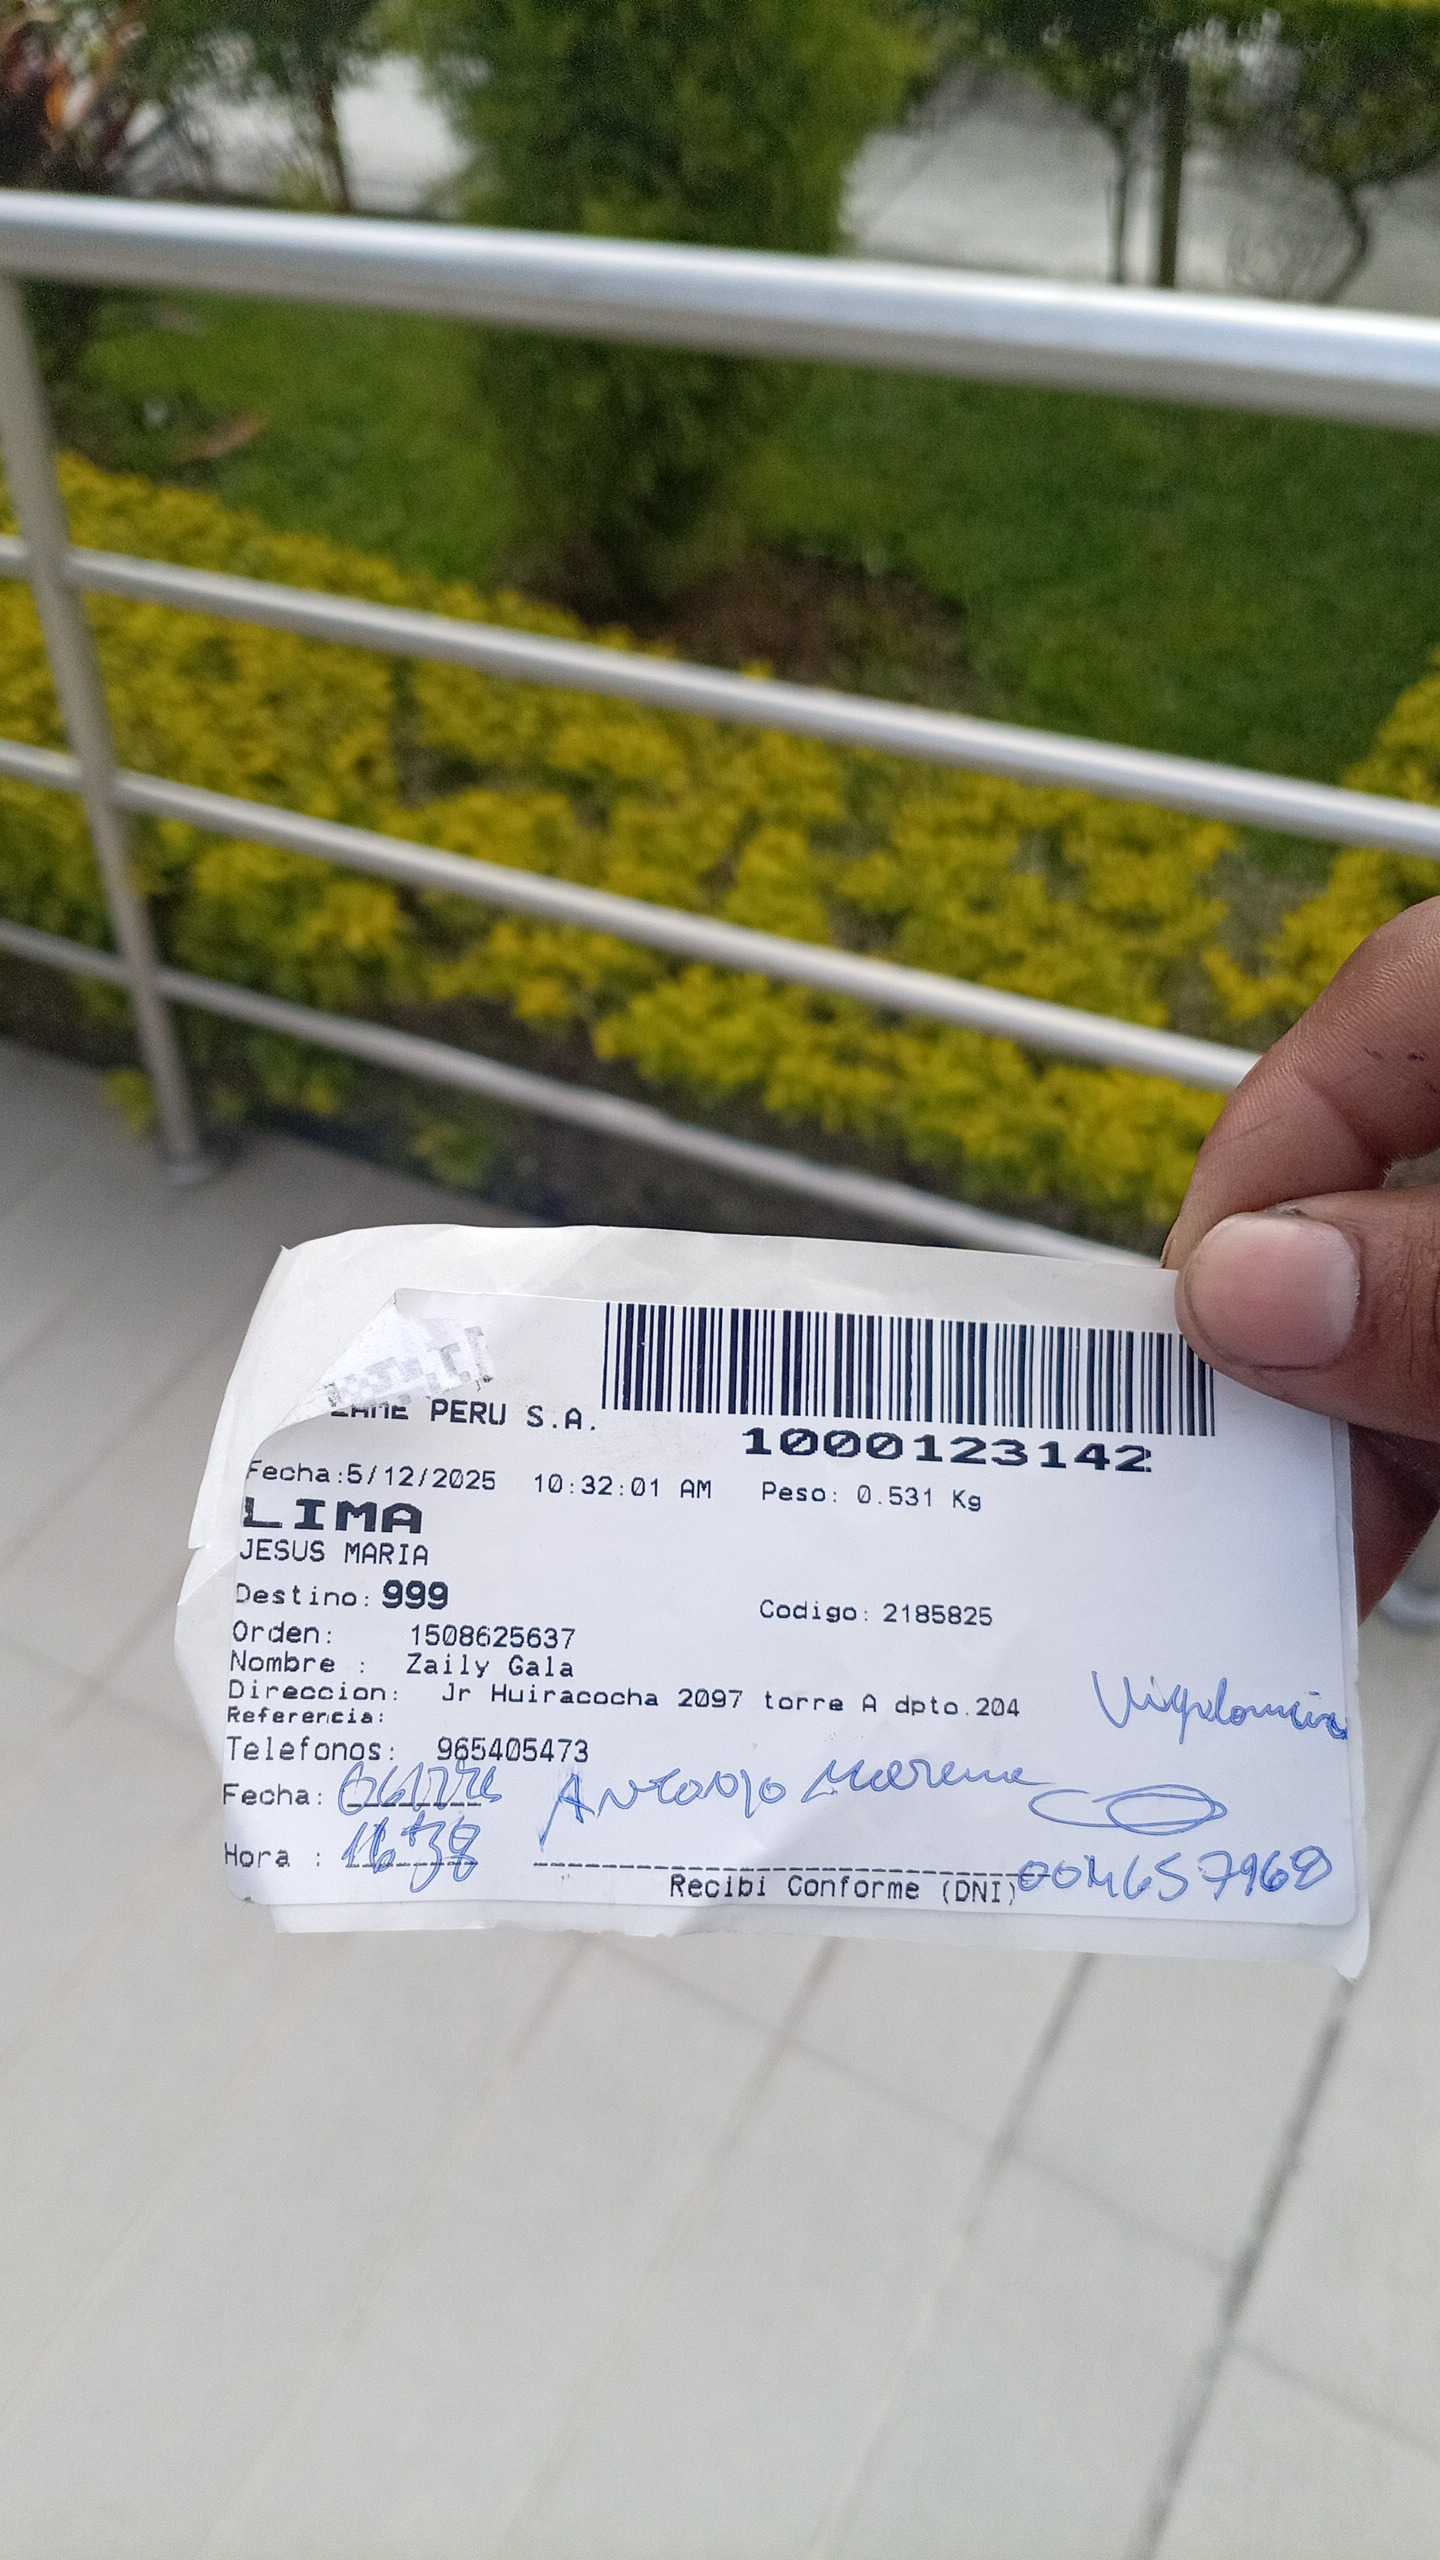 PERU S.A.
1000123142
Fecha:5/12/2025 10:32:01 AM Peso: 0.531 Kg
LIMA
JESUS MARIA
Destino: 999 Codigo: 2185825
Orden: 1508625637
Nombre : Zaily Gala
Direccion: Jr Huiracocha 2097 torre A dpto.204
Referencia:
Telefonos: 965405473
Fecha: Antonio Moreno
Hora :
Recibi Conforme (DNI)